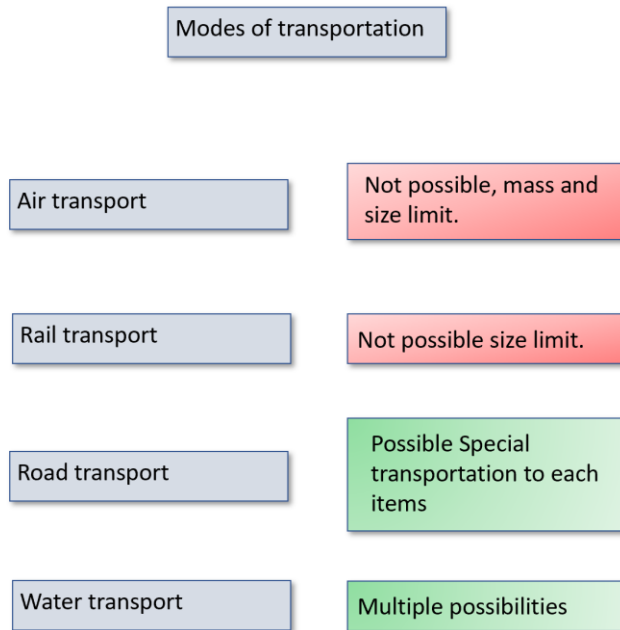 Modes of transportation
Air transport
Not possible, mass and
size limit.
Rail transport
Not possible size limit.
Road transport
Possible Special
transportation to each
items
Water transport
Multiple possibilities